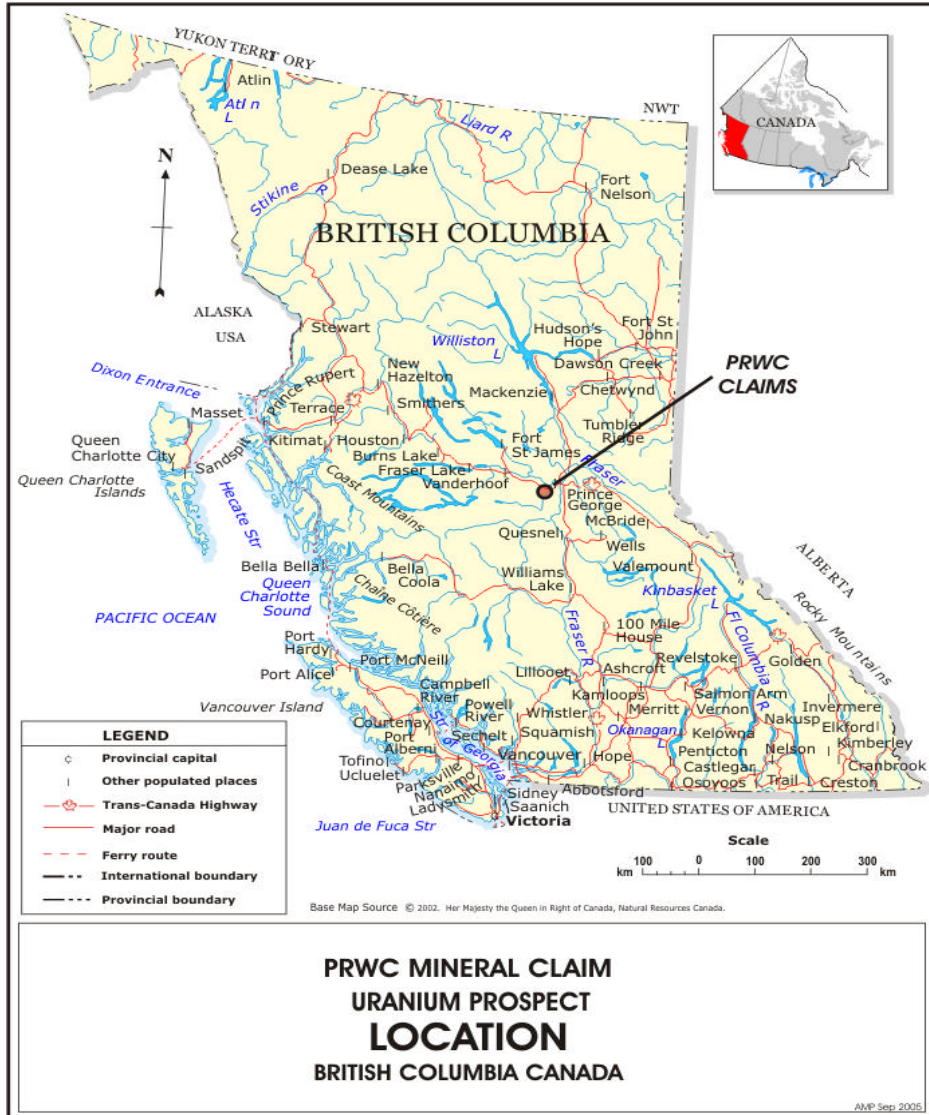 YUKON TERRITORY
NWT
CANADA
N
Atlin
Atl n
L
Liard R
Dease Lake
Stikine R
Fort
Nelson
BRITISH COLUMBIA
ALASKA
USA
Stewart
Williston
L
Hudson's
Hope
Fort St
John
Dawson Creek
Chetwynd
PRWC
CLAIMS
Dixon Entrance
Prince Rupert
New
Hazelton
Mackenzie
Masset
Terrace
Smithers
Tumbler
Ridge
Queen
Charlotte City
Sandspit
Kitimat
Houston
Burns Lake
Fort
St James
Fraser
Fraser Lake
Vanderhoof
Queen Charlotte
Islands
Hecate Str
Coast Mountains
Prince
George
McBride
Quesnel
Wells
ALBERTA
Bella Bella
Bella
Coola
Williams
Lake
Valemount
Kinbasket
L
Queen
Charlotte
Sound
Chaîne Côtière
PACIFIC OCEAN
Rocky Mountains
Fraser R
100 Mile
House
Fl Columbia R
Port
Hardy
Port McNeill
Port Alice
Lillooet
Ashcroft
Revelstoke
Golden
Vancouver Island
Campbell
River
Powell
River
Kamloops
Salmon Arm
Whistler
Merritt
Vernon
Invermere
Courtenay
Str. of Georgia
Sechelt
Squamish
Okanagan
L
Kelowna
Nakusp
Elkford
Port
Alberni
Vancouver
Hope
Penticton
Nelson
Kimberley
Tofino
Ucluelet
Castlegar
Cranbrook
Parksville
Nanaimo
Ladysmith
Abbotsford
Osoyoos
Trail
Creston
Sidney
Saanich
Victoria
UNITED STATES OF AMERICA
Juan de Fuca Str
LEGEND
Provincial capital
Other populated places
Trans-Canada Highway
Major road
Ferry route
International boundary
Provincial boundary
Scale
100 0 100 200 300
km km
Base Map Source © 2002. Her Majesty the Queen in Right of Canada, Natural Resources Canada.
PRWC MINERAL CLAIM
URANIUM PROSPECT
LOCATION
BRITISH COLUMBIA CANADA
AMP Sep 2005